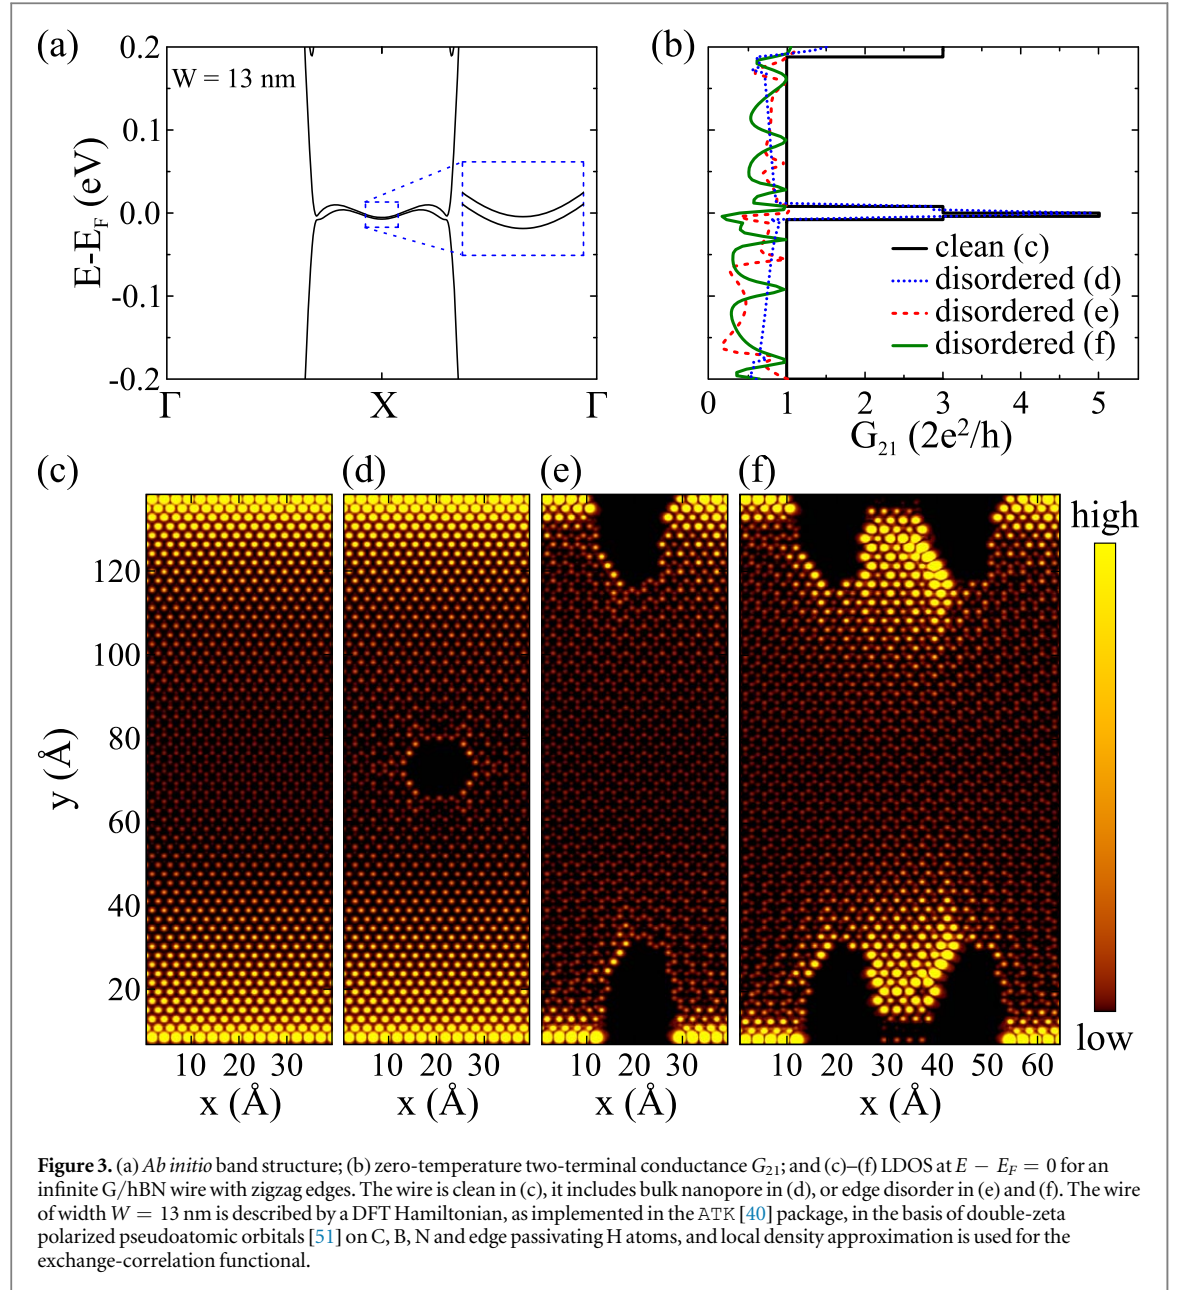 (a)
(b)
0.2
0.1
0.0
-0.1
-0.2
E-E_F (eV)
W = 13 nm
Γ X Γ
clean (c)
disordered (d)
disordered (e)
disordered (f)
0 1 2 3 4 5
G_21 (2e^2/h)
(c) (d) (e) (f)
high
low
120
100
80
60
40
20
y (Å)
10 20 30 10 20 30 10 20 30 10 20 30 40 50 60
x (Å) x (Å) x (Å) x (Å)
Figure 3. (a) Ab initio band structure; (b) zero-temperature two-terminal conductance G_21; and (c)–(f) LDOS at E − E_F = 0 for an
infinite G/hBN wire with zigzag edges. The wire is clean in (c), it includes bulk nanopore in (d), or edge disorder in (e) and (f). The wire
of width W = 13 nm is described by a DFT Hamiltonian, as implemented in the ATK [40] package, in the basis of double-zeta
polarized pseudoatomic orbitals [51] on C, B, N and edge passivating H atoms, and local density approximation is used for the
exchange-correlation functional.